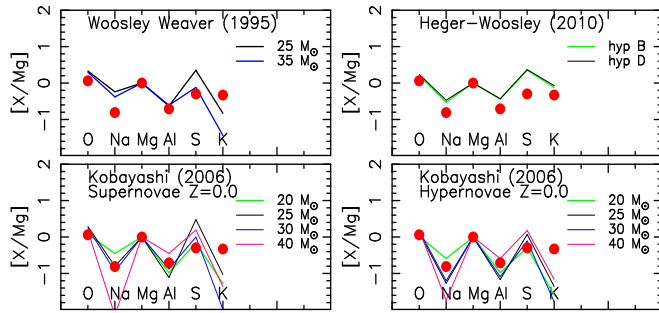 Woosley Weaver (1995)
25 M⊙
35 M⊙
[X/Mg]
2
1
0
−1
O Na Mg Al S K
Heger−Woosley (2010)
hyp B
hyp D
[X/Mg]
2
1
0
−1
O Na Mg Al S K
Kobayashi (2006)
Supernovae Z=0.0
20 M⊙
25 M⊙
30 M⊙
40 M⊙
[X/Mg]
2
1
0
−1
O Na Mg Al S K
Kobayashi (2006)
Hypernovae Z=0.0
20 M⊙
25 M⊙
30 M⊙
40 M⊙
[X/Mg]
2
1
0
−1
O Na Mg Al S K